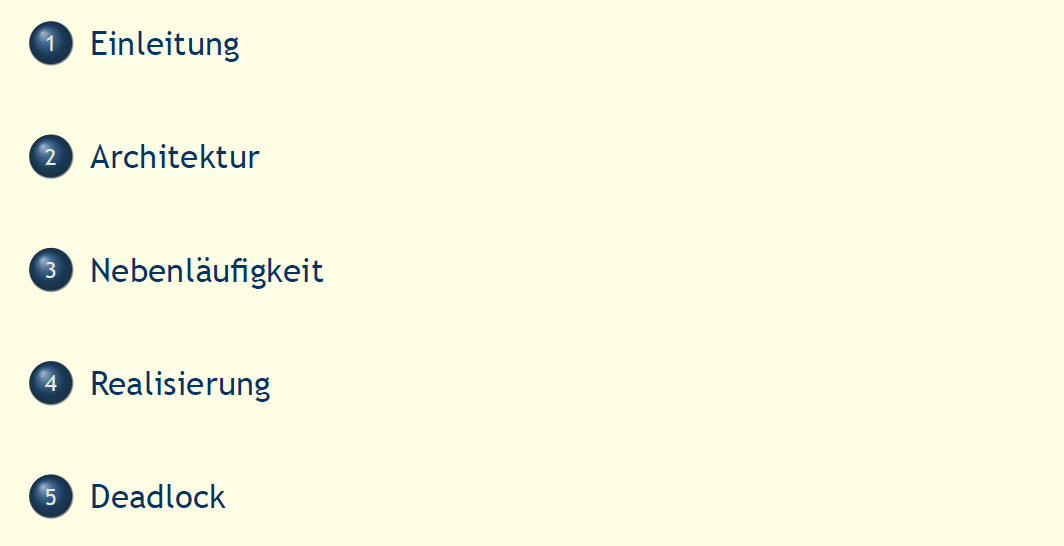 1 Einleitung
2 Architektur
3 Nebenläufigkeit
4 Realisierung
5 Deadlock